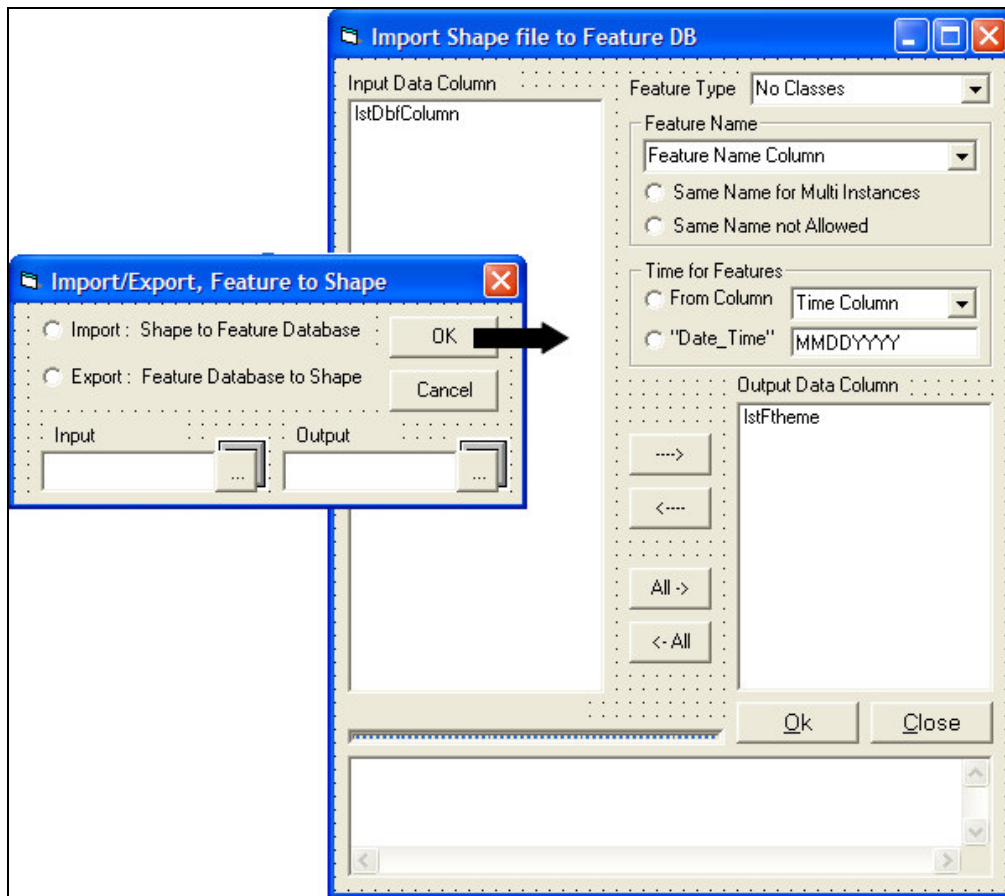 Import Shape file to Feature DB
Input Data Column
lstDbfColumn
Feature Type No Classes
Feature Name
Feature Name Column
Same Name for Multi Instances
Same Name not Allowed
Time for Features
From Column Time Column
"Date_Time" MMDDYYYY
Output Data Column
lstFtheme
---->
<----
All ->
<- All
Ok Close
Import/Export, Feature to Shape
Import : Shape to Feature Database
OK
Export : Feature Database to Shape
Cancel
Input Output
... ...